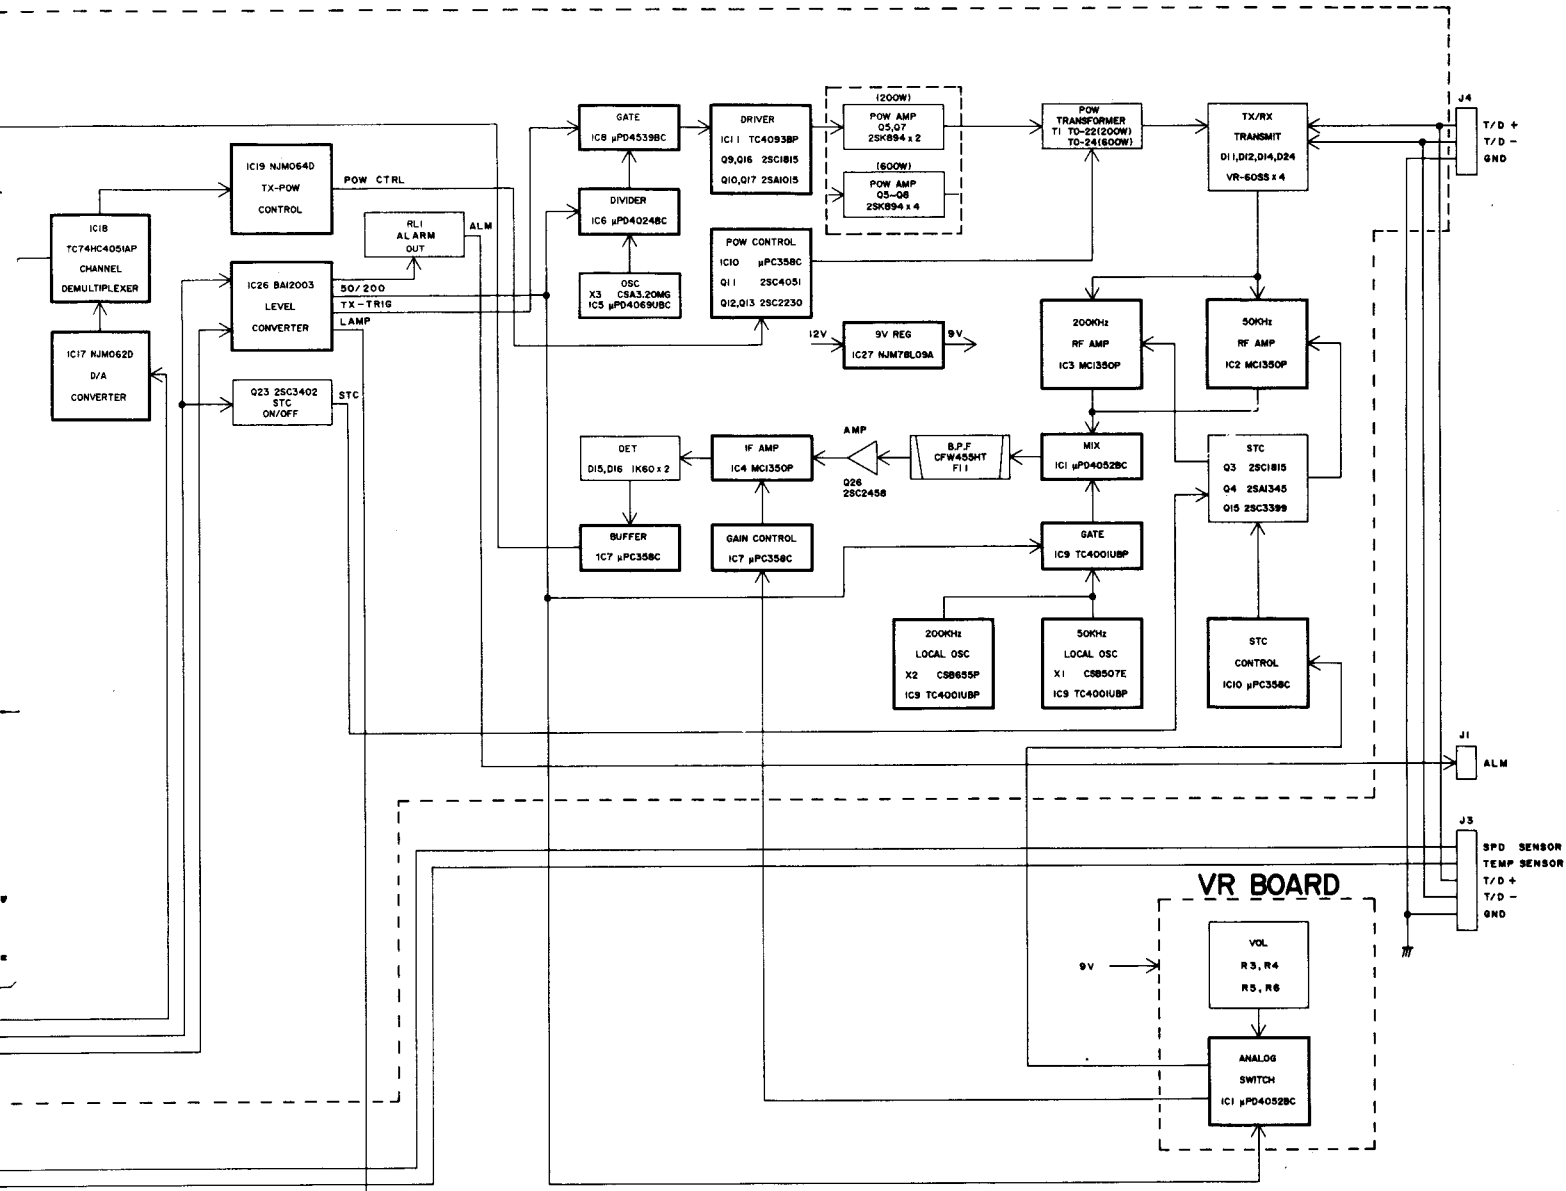 J4
T/D +
T/D -
GND
GATE
IC8 µPD4539BC
DRIVER
IC11 TC4093BP
Q9,Q16 2SC1815
Q10,Q17 2SA1015
(200W)
POW AMP
Q5,Q7
2SK894 x 2
(600W)
POW AMP
Q5~Q8
2SK894 x 4
POW
TRANSFORMER
T1 TO-22(200W)
TO-24(600W)
TX/RX
TRANSMIT
D11,D12,D14,D24
VR-60SS x 4
IC19 NJM064D
TX-POW
CONTROL
POW CTRL
DIVIDER
IC6 µPD4024BC
IC18
TC74HC4051AP
CHANNEL
DEMULTIPLEXER
RL1
ALARM
OUT
ALM
POW CONTROL
IC10 µPC358C
Q11 2SC4051
Q12,Q13 2SC2230
OSC
X3 CSA3.20MG
IC5 µPD4069UBC
IC26 BA12003
LEVEL
CONVERTER
50/200
TX-TRIG
LAMP
12V
9V REG
IC27 NJM78L09A
9V
200KHz
RF AMP
IC3 MC1350P
50KHz
RF AMP
IC2 MC1350P
IC17 NJM062D
D/A
CONVERTER
Q23 2SC3402
STC
ON/OFF
STC
DET
D15,D16 1K60 x 2
IF AMP
IC4 MC1350P
AMP
Q26
2SC2458
B.P.F
CFW455HT
F11
MIX
IC1 µPD4052BC
STC
Q3 2SC1815
Q4 2SA1345
Q15 2SC3399
BUFFER
IC7 µPC358C
GAIN CONTROL
IC7 µPC358C
GATE
IC9 TC4001UBP
200KHz
LOCAL OSC
X2 CSB655P
IC9 TC4001UBP
50KHz
LOCAL OSC
X1 CSB507E
IC9 TC4001UBP
STC
CONTROL
IC10 µPC358C
J1
ALM
J3
SPD SENSOR
TEMP SENSOR
T/D +
T/D -
GND
VR BOARD
9V
VOL
R3, R4
R5, R6
ANALOG
SWITCH
IC1 µPD4052BC